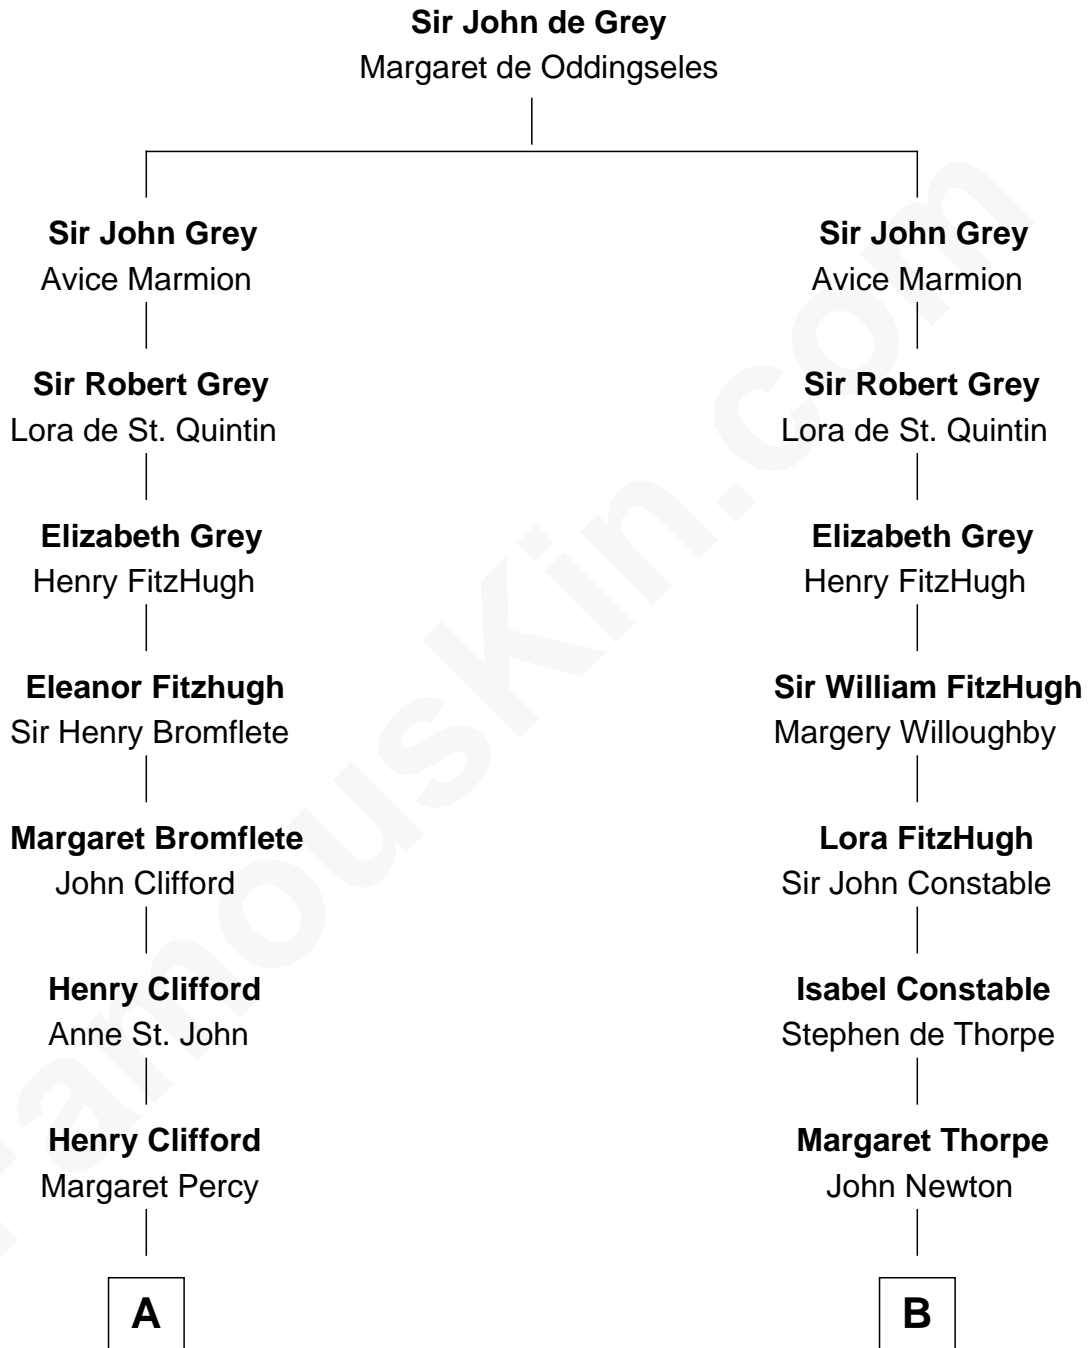 Sir John de Grey
Margaret de Oddingseles
Sir John Grey
Avice Marmion
Sir Robert Grey
Lora de St. Quintin
Elizabeth Grey
Henry FitzHugh
Eleanor Fitzhugh
Sir Henry Bromflete
Margaret Bromflete
John Clifford
Henry Clifford
Anne St. John
Henry Clifford
Margaret Percy
A
Sir John Grey
Avice Marmion
Sir Robert Grey
Lora de St. Quintin
Elizabeth Grey
Henry FitzHugh
Sir William FitzHugh
Margery Willoughby
Lora FitzHugh
Sir John Constable
Isabel Constable
Stephen de Thorpe
Margaret Thorpe
John Newton
B
FamousKin.com